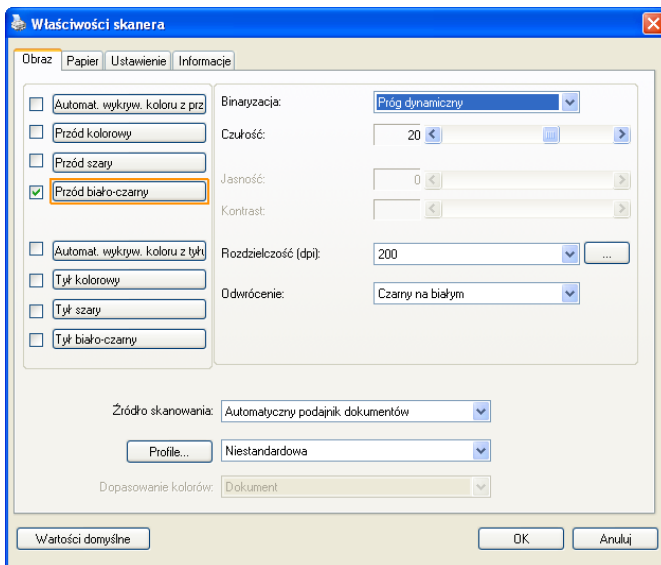 Właściwości skanera
Obraz Papier Ustawienie Informacje
Automat. wykryw. koloru z prz
Przód kolorowy
Przód szary
Przód biało-czarny
Automat. wykryw. koloru z tyłu
Tył kolorowy
Tył szary
Tył biało-czarny
Binaryzacja: Próg dynamiczny
Czułość: 20
Jasność: 0
Kontrast:
Rozdzielczość (dpi): 200 ...
Odwrócenie: Czarny na białym
Źródło skanowania: Automatyczny podajnik dokumentów
Profile... Niestandardowa
Dopasowanie kolorów: Dokument
Wartości domyślne OK Anuluj